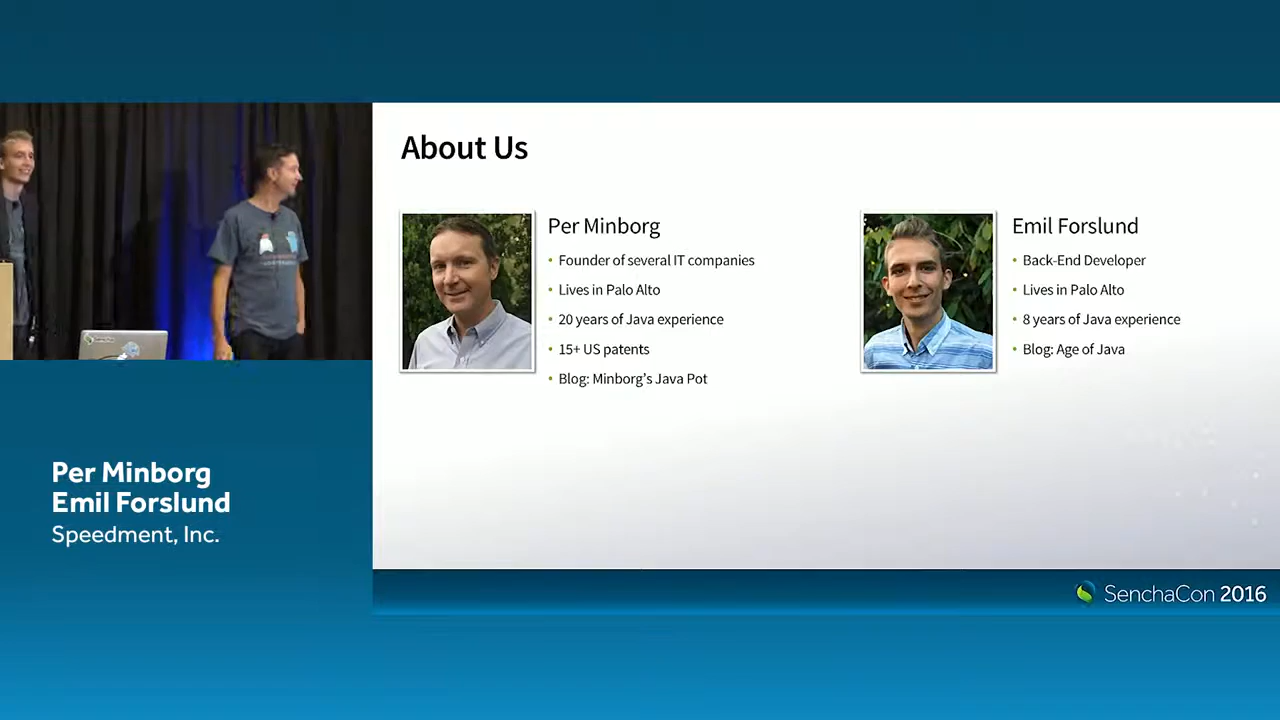 About Us
Per Minborg
• Founder of several IT companies
• Lives in Palo Alto
• 20 years of Java experience
• 15+ US patents
• Blog: Minborg's Java Pot
Emil Forslund
• Back-End Developer
• Lives in Palo Alto
• 8 years of Java experience
• Blog: Age of Java
Per Minborg
Emil Forslund
Speedment, Inc.
SenchaCon 2016